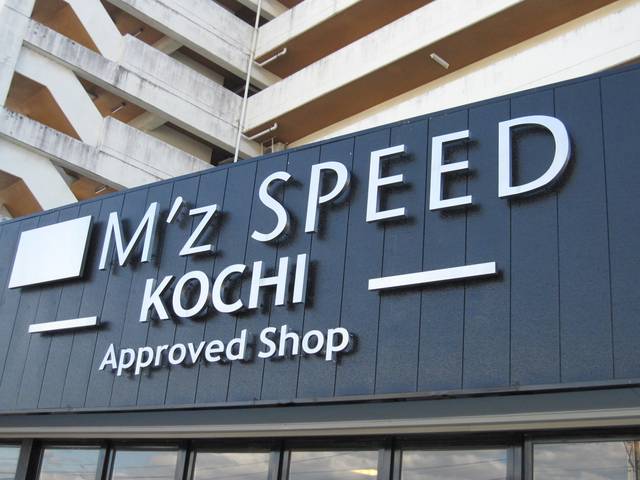 M'z SPEED
KOCHI
Approved Shop